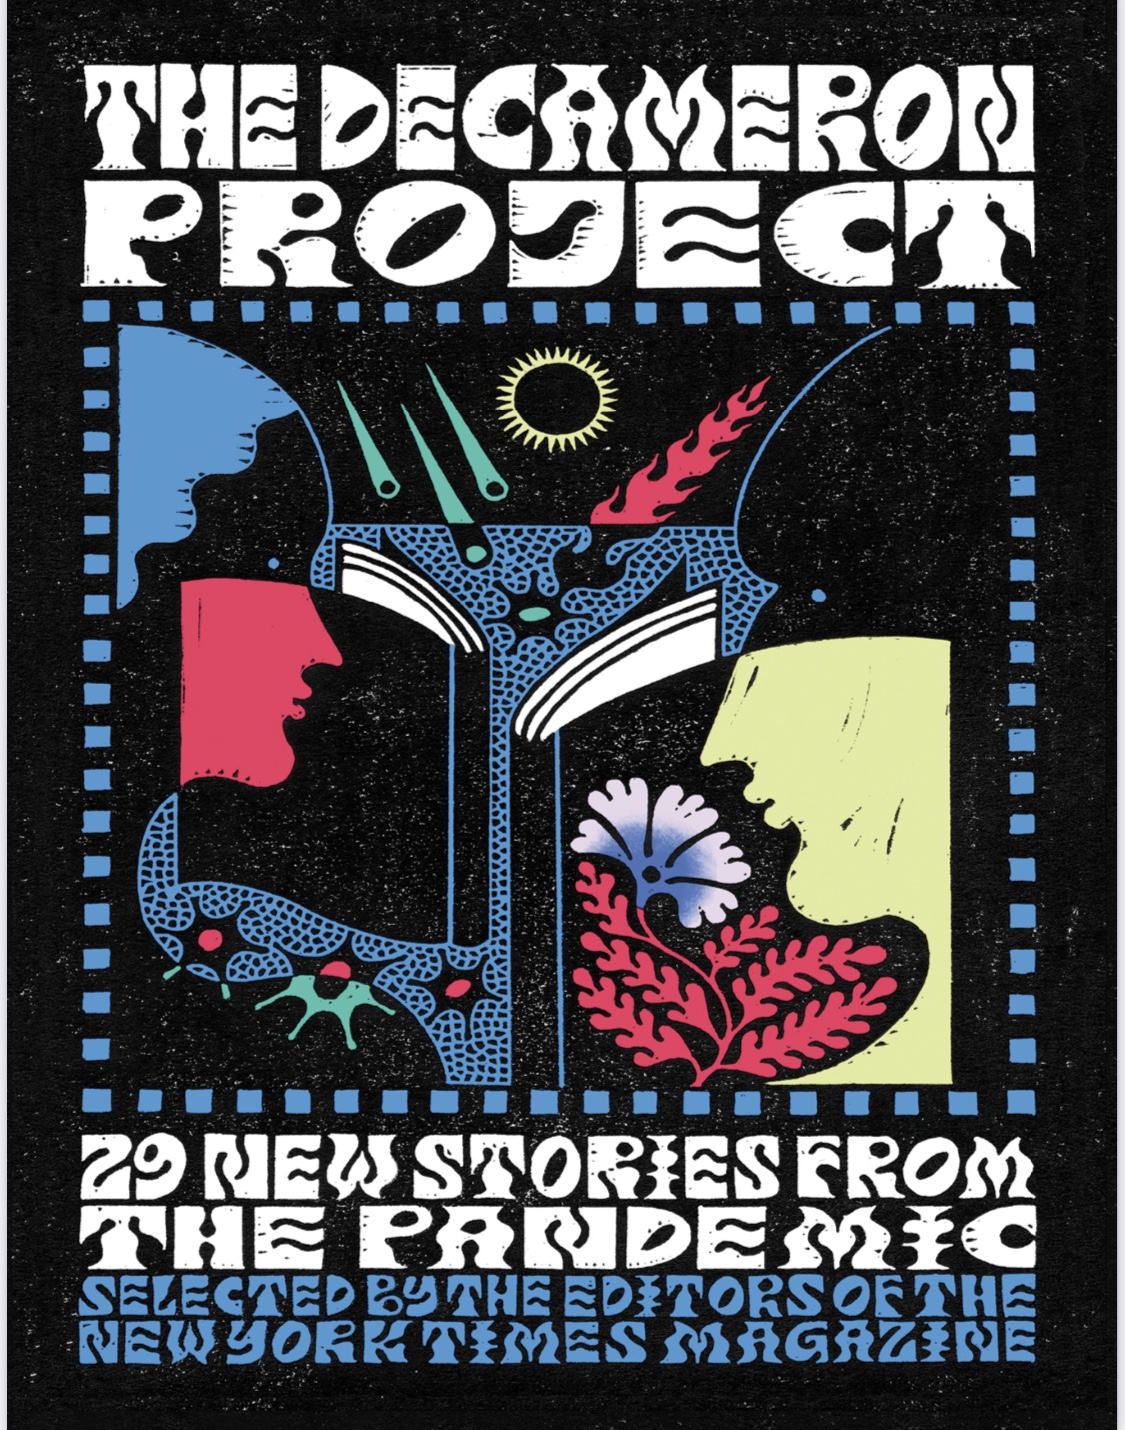 THE DECAMERON
PROJECT
29 NEW STORIES FROM
THE PANDEMIC
SELECTED BY THE EDITORS OF THE
NEW YORK TIMES MAGAZINE